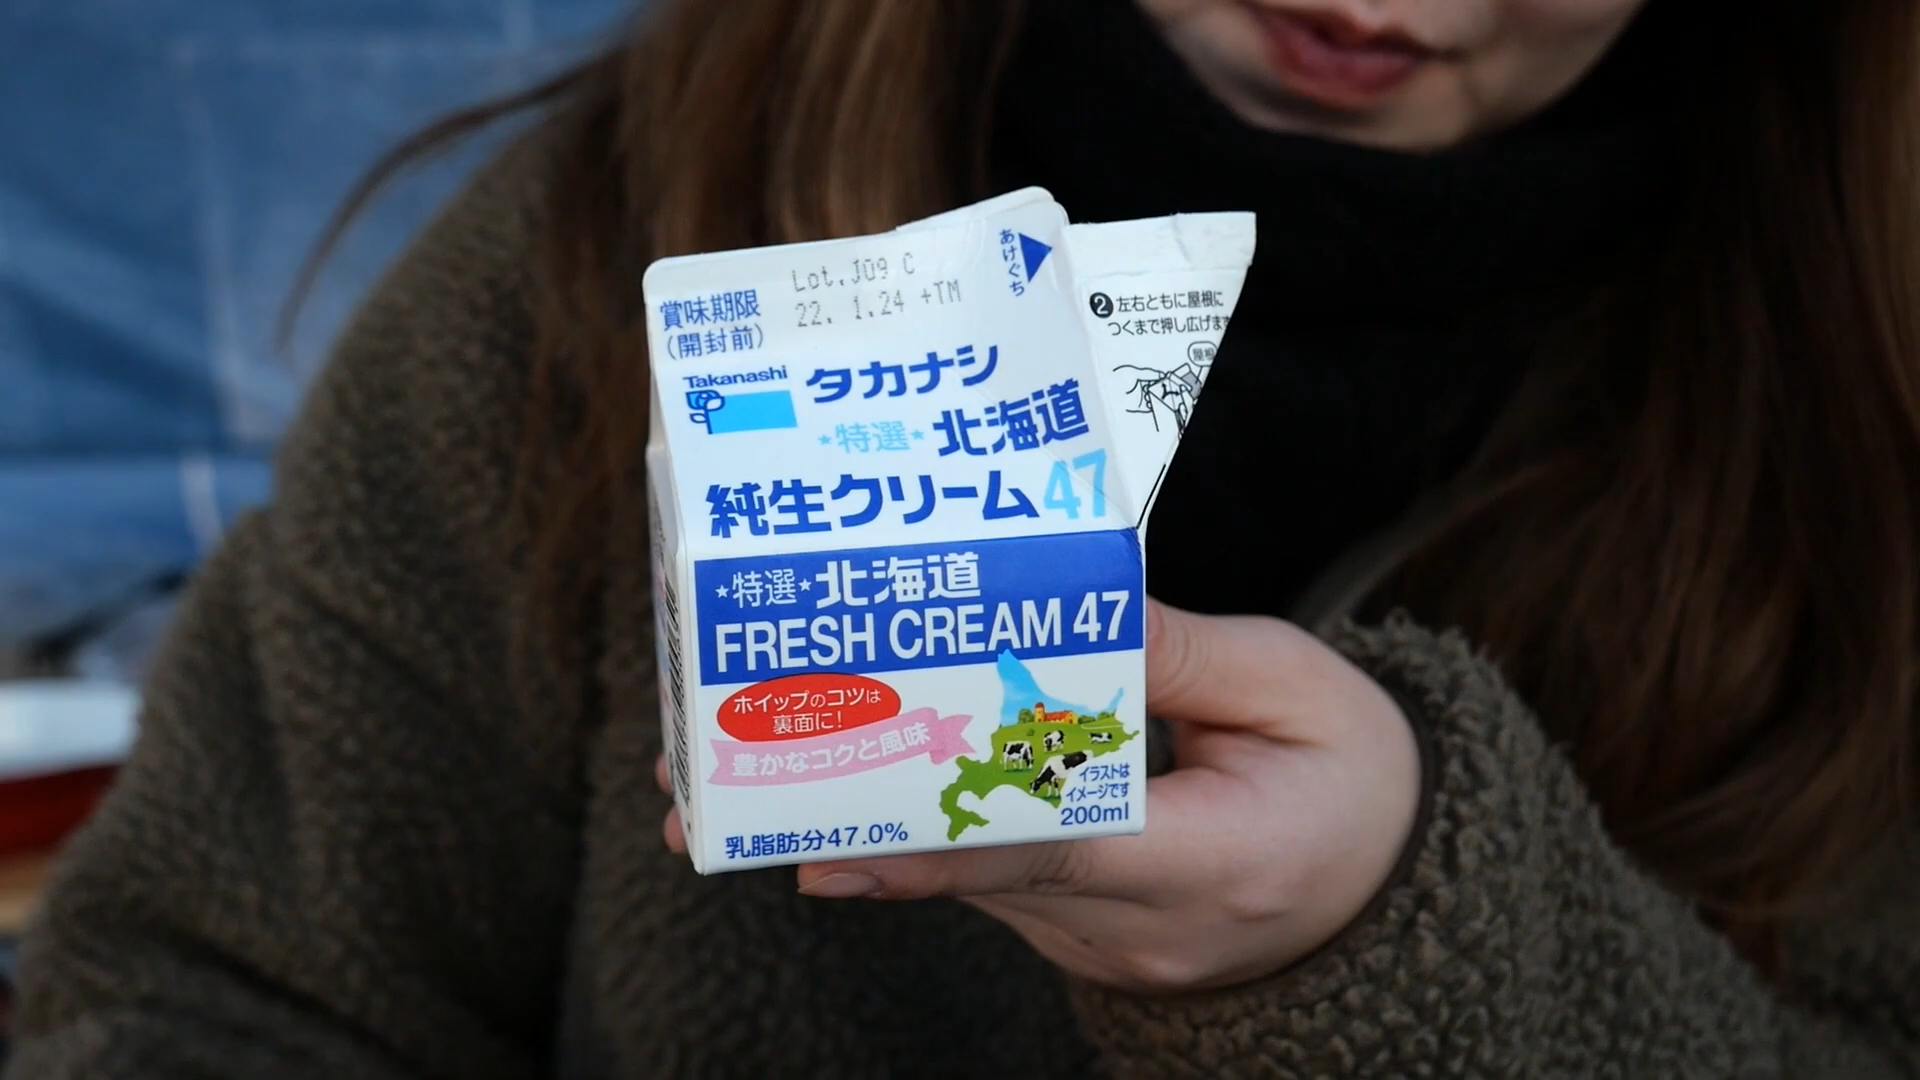 Lot.J09 C
賞味期限
22. 1.24 +TM
(開封前)
あけぐち
❷左右ともに屋根に
つくまで押し広げます
屋根
Takanashi
タカナシ
★特選★北海道
純生クリーム47
★特選★北海道
FRESH CREAM 47
ホイップのコツは
裏面に!
豊かなコクと風味
イラストは
イメージです
200ml
乳脂肪分47.0%